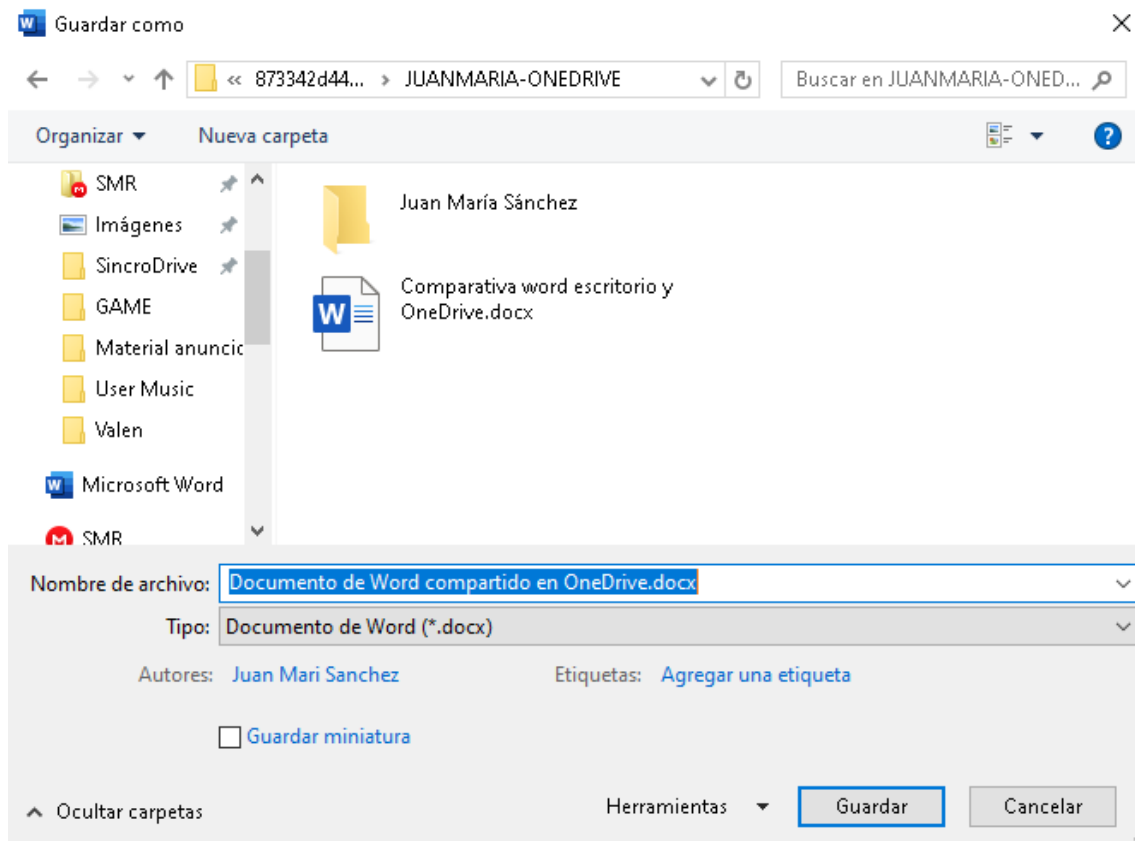 Guardar como
« 873342d44... › JUANMARIA-ONEDRIVE
Buscar en JUANMARIA-ONED...
Organizar
Nueva carpeta
SMR
Imágenes
SincroDrive
GAME
Material anuncic
User Music
Valen
Microsoft Word
SMR
Juan María Sánchez
Comparativa word escritorio y
OneDrive.docx
Nombre de archivo: Documento de Word compartido en OneDrive.docx
Tipo: Documento de Word (*.docx)
Autores: Juan Mari Sanchez
Etiquetas: Agregar una etiqueta
Guardar miniatura
Ocultar carpetas
Herramientas
Guardar
Cancelar